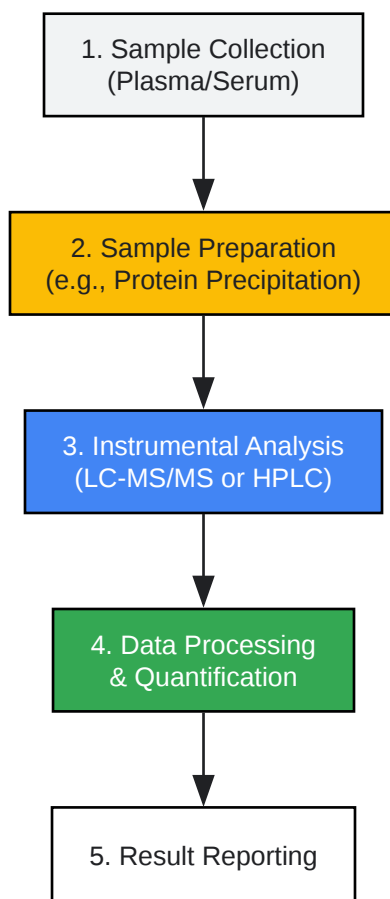 1. Sample Collection
(Plasma/Serum)
2. Sample Preparation
(e.g., Protein Precipitation)
3. Instrumental Analysis
(LC-MS/MS or HPLC)
4. Data Processing
& Quantification
5. Result Reporting